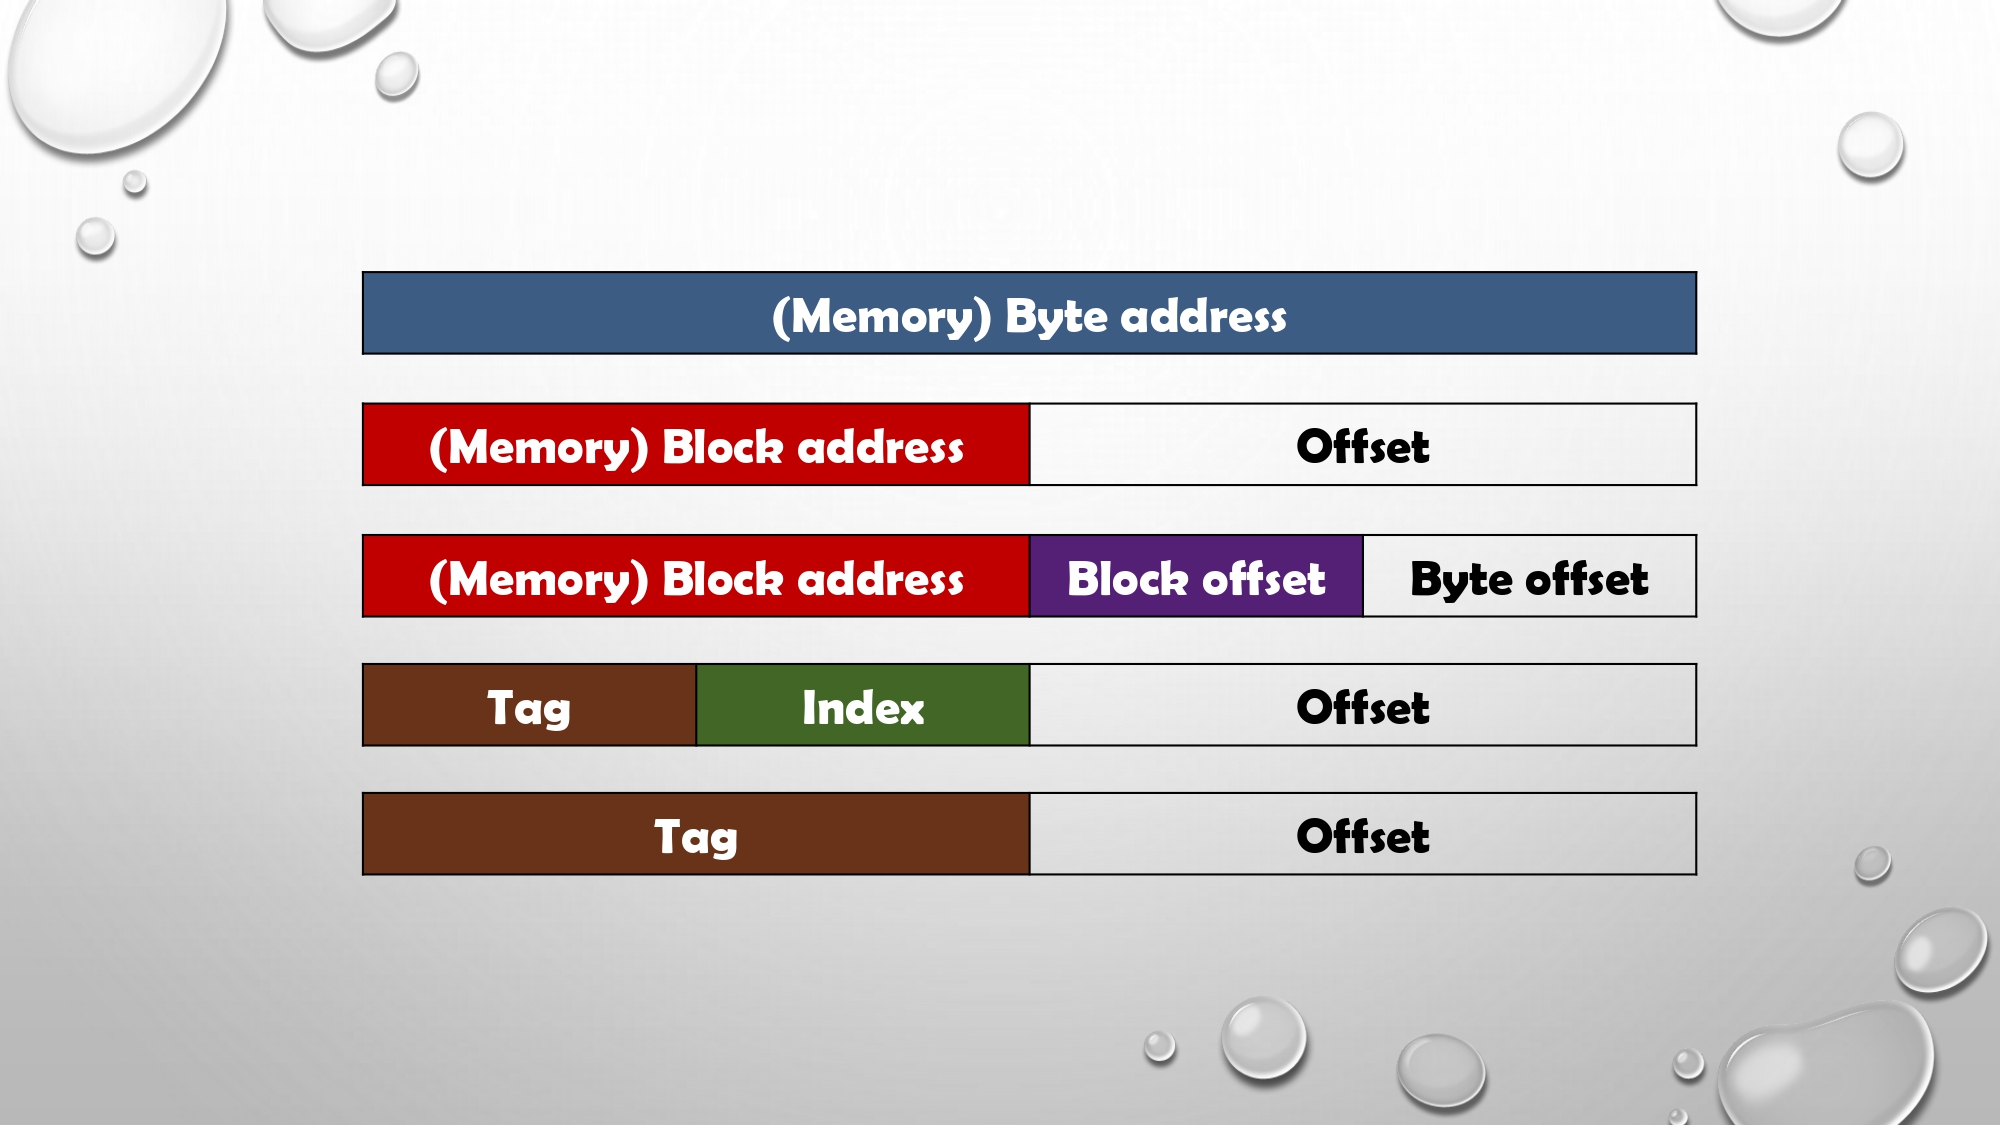 (Memory) Byte address
(Memory) Block address Offset
(Memory) Block address Block offset Byte offset
Tag Index Offset
Tag Offset